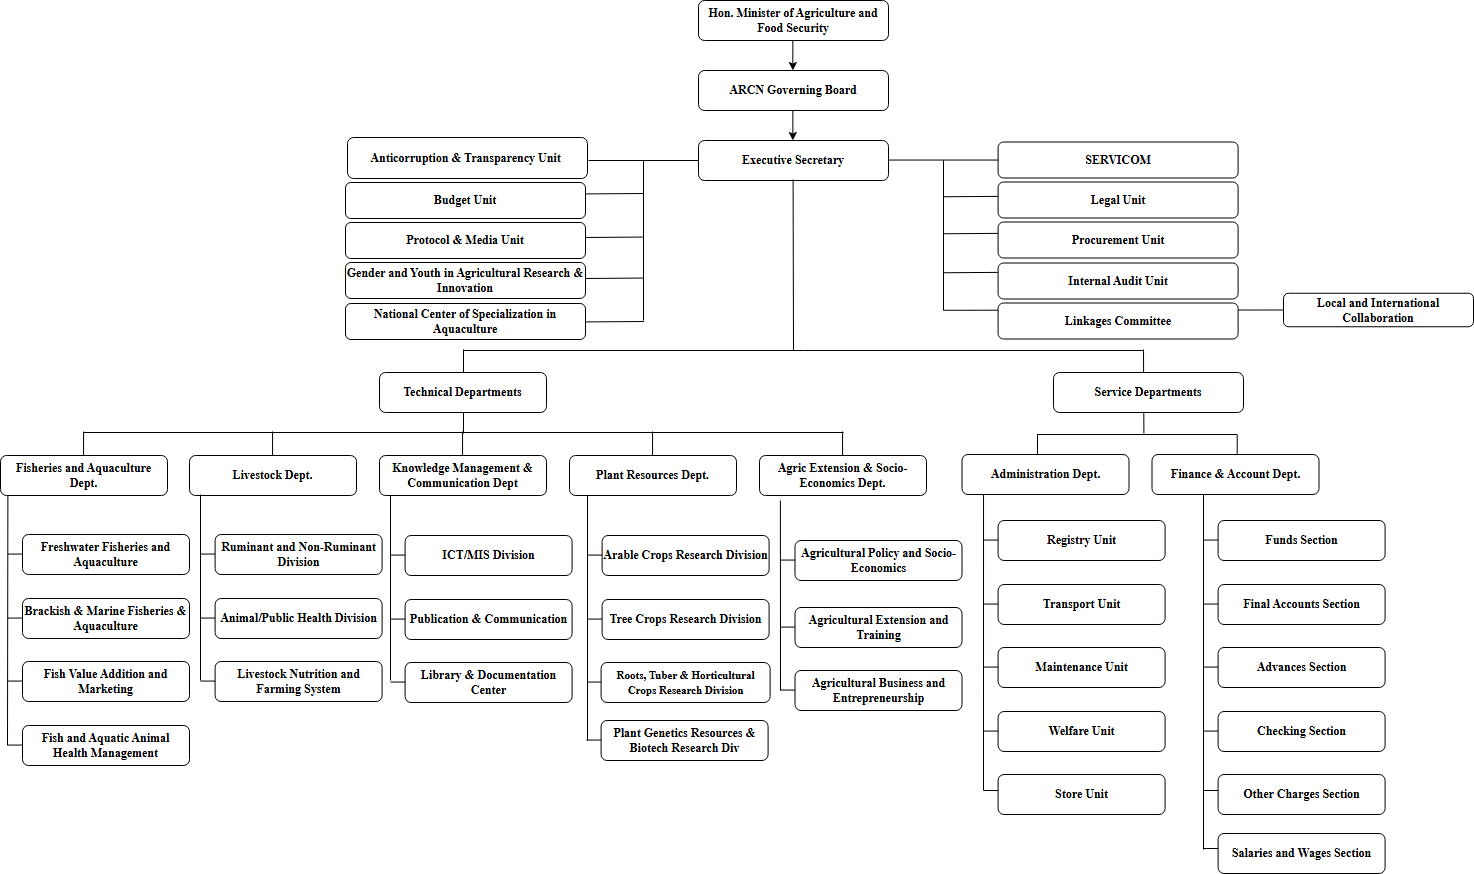 Hon. Minister of Agriculture and
Food Security
ARCN Governing Board
Executive Secretary
Anticorruption & Transparency Unit
Budget Unit
Protocol & Media Unit
Gender and Youth in Agricultural Research &
Innovation
National Center of Specialization in
Aquaculture
SERVICOM
Legal Unit
Procurement Unit
Internal Audit Unit
Linkages Committee
Local and International
Collaboration
Technical Departments
Service Departments
Fisheries and Aquaculture
Dept.
Livestock Dept.
Knowledge Management &
Communication Dept
Plant Resources Dept.
Agric Extension & Socio-
Economics Dept.
Administration Dept.
Finance & Account Dept.
Freshwater Fisheries and
Aquaculture
Brackish & Marine Fisheries &
Aquaculture
Fish Value Addition and
Marketing
Fish and Aquatic Animal
Health Management
Ruminant and Non-Ruminant
Division
Animal/Public Health Division
Livestock Nutrition and
Farming System
ICT/MIS Division
Publication & Communication
Library & Documentation
Center
Arable Crops Research Division
Tree Crops Research Division
Roots, Tuber & Horticultural
Crops Research Division
Plant Genetics Resources &
Biotech Research Div
Agricultural Policy and Socio-
Economics
Agricultural Extension and
Training
Agricultural Business and
Entrepreneurship
Registry Unit
Transport Unit
Maintenance Unit
Welfare Unit
Store Unit
Funds Section
Final Accounts Section
Advances Section
Checking Section
Other Charges Section
Salaries and Wages Section